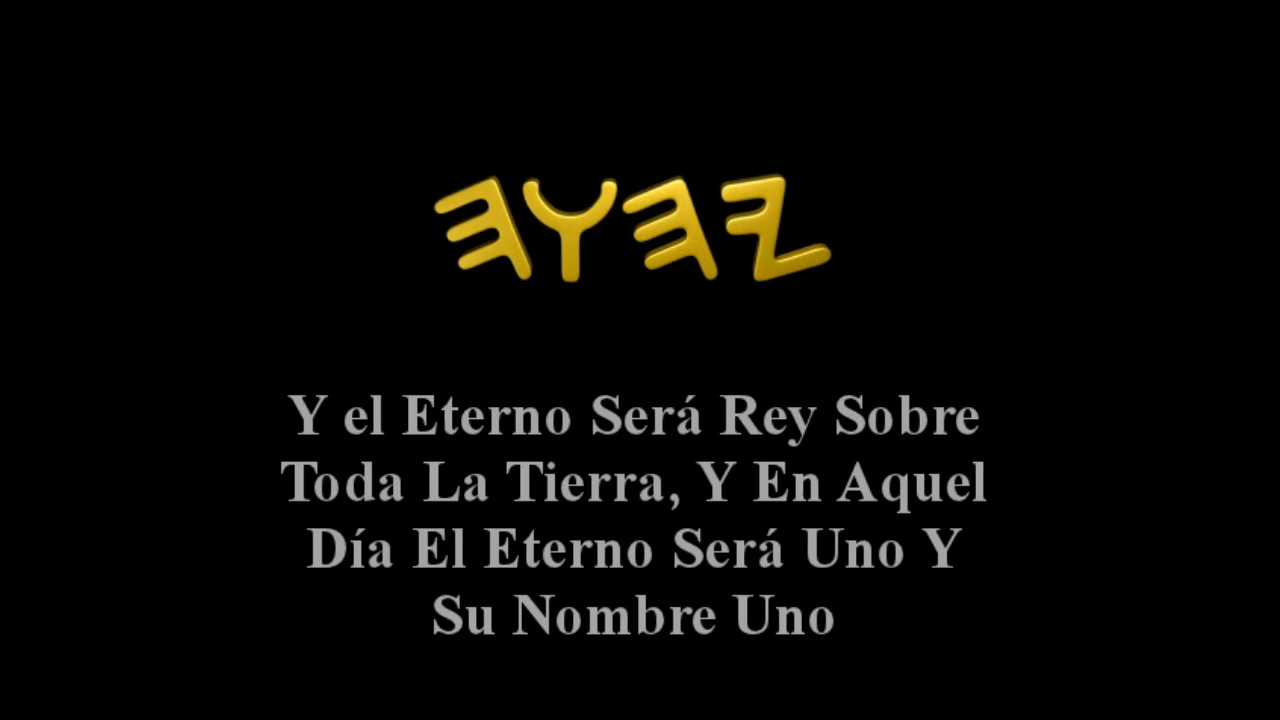 𐤉𐤄𐤅𐤄
Y el Eterno Será Rey Sobre
Toda La Tierra, Y En Aquel
Día El Eterno Será Uno Y
Su Nombre Uno